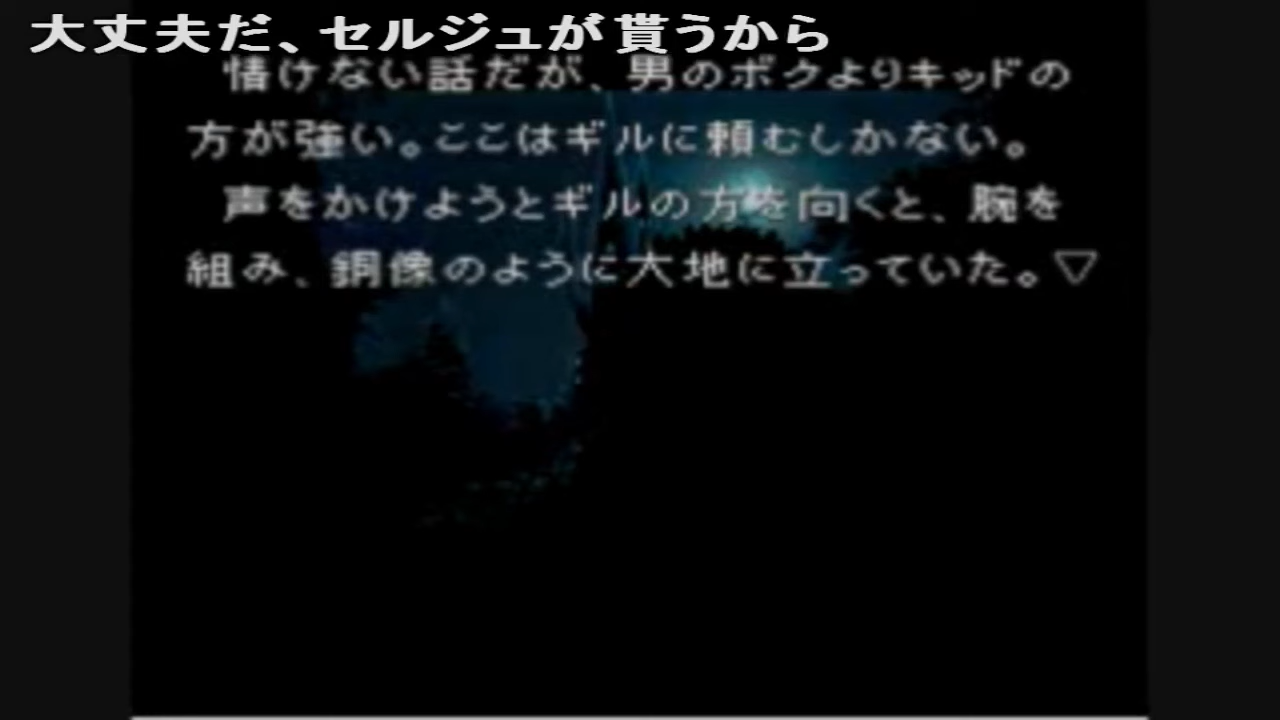 大丈夫だ、セルジュが貰うから
情けない話だが、男のボクよりキッドの
方が強い。ここはギルに頼むしかない。
声をかけようとギルの方を向くと、腕を
組み、銅像のように大地に立っていた。▽